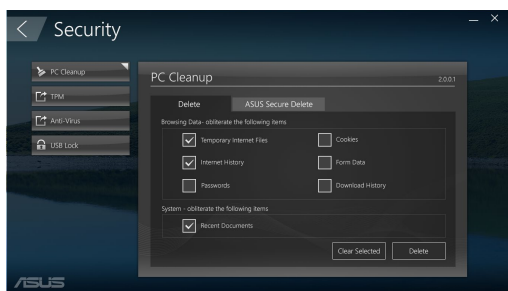 Security
PC Cleanup
TPM
Anti-Virus
USB Lock
PC Cleanup 2.0.0.1
Delete ASUS Secure Delete
Browsing Data- obliterate the following items
Temporary Internet Files Cookies
Internet History Form Data
Passwords Download History
System - obliterate the following items
Recent Documents
Clear Selected Delete
ASUS